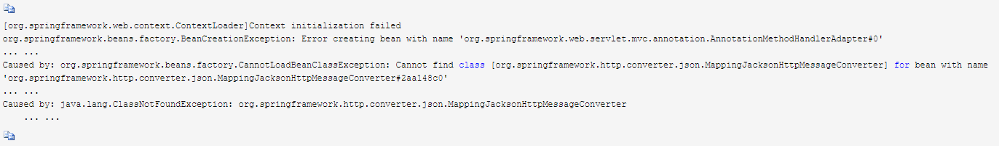 [org.springframework.web.context.ContextLoader]Context initialization failed
org.springframework.beans.factory.BeanCreationException: Error creating bean with name 'org.springframework.web.servlet.mvc.annotation.AnnotationMethodHandlerAdapter#0'
... ...
Caused by: org.springframework.beans.factory.CannotLoadBeanClassException: Cannot find class [org.springframework.http.converter.json.MappingJacksonHttpMessageConverter] for bean with name
'org.springframework.http.converter.json.MappingJacksonHttpMessageConverter#2aa148c0'
... ...
Caused by: java.lang.ClassNotFoundException: org.springframework.http.converter.json.MappingJacksonHttpMessageConverter
    ... ...